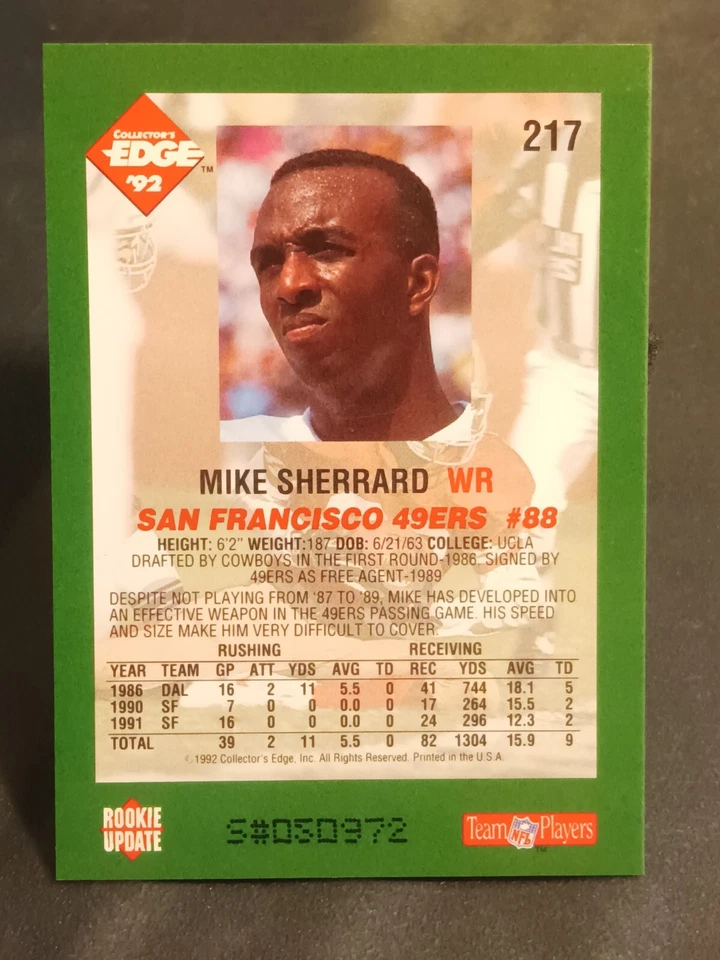 COLLECTOR'S
EDGE™
'92
217
MIKE SHERRARD WR
SAN FRANCISCO 49ERS #88
HEIGHT: 6'2" WEIGHT:187 DOB: 6/21/63 COLLEGE: UCLA
DRAFTED BY COWBOYS IN THE FIRST ROUND-1986. SIGNED BY
49ERS AS FREE AGENT-1989
DESPITE NOT PLAYING FROM '87 TO '89, MIKE HAS DEVELOPED INTO
AN EFFECTIVE WEAPON IN THE 49ERS PASSING GAME. HIS SPEED
AND SIZE MAKE HIM VERY DIFFICULT TO COVER.
RUSHING RECEIVING
YEAR TEAM GP ATT YDS AVG TD REC YDS AVG TD
1986 DAL 16 2 11 5.5 0 41 744 18.1 5
1990 SF 7 0 0 0.0 0 17 264 15.5 2
1991 SF 16 0 0 0.0 0 24 296 12.3 2
TOTAL 39 2 11 5.5 0 82 1304 15.9 9
©1992 Collector's Edge, Inc. All Rights Reserved. Printed in the U.S.A.
ROOKIE
UPDATE
S#030972
Team NFL Players™